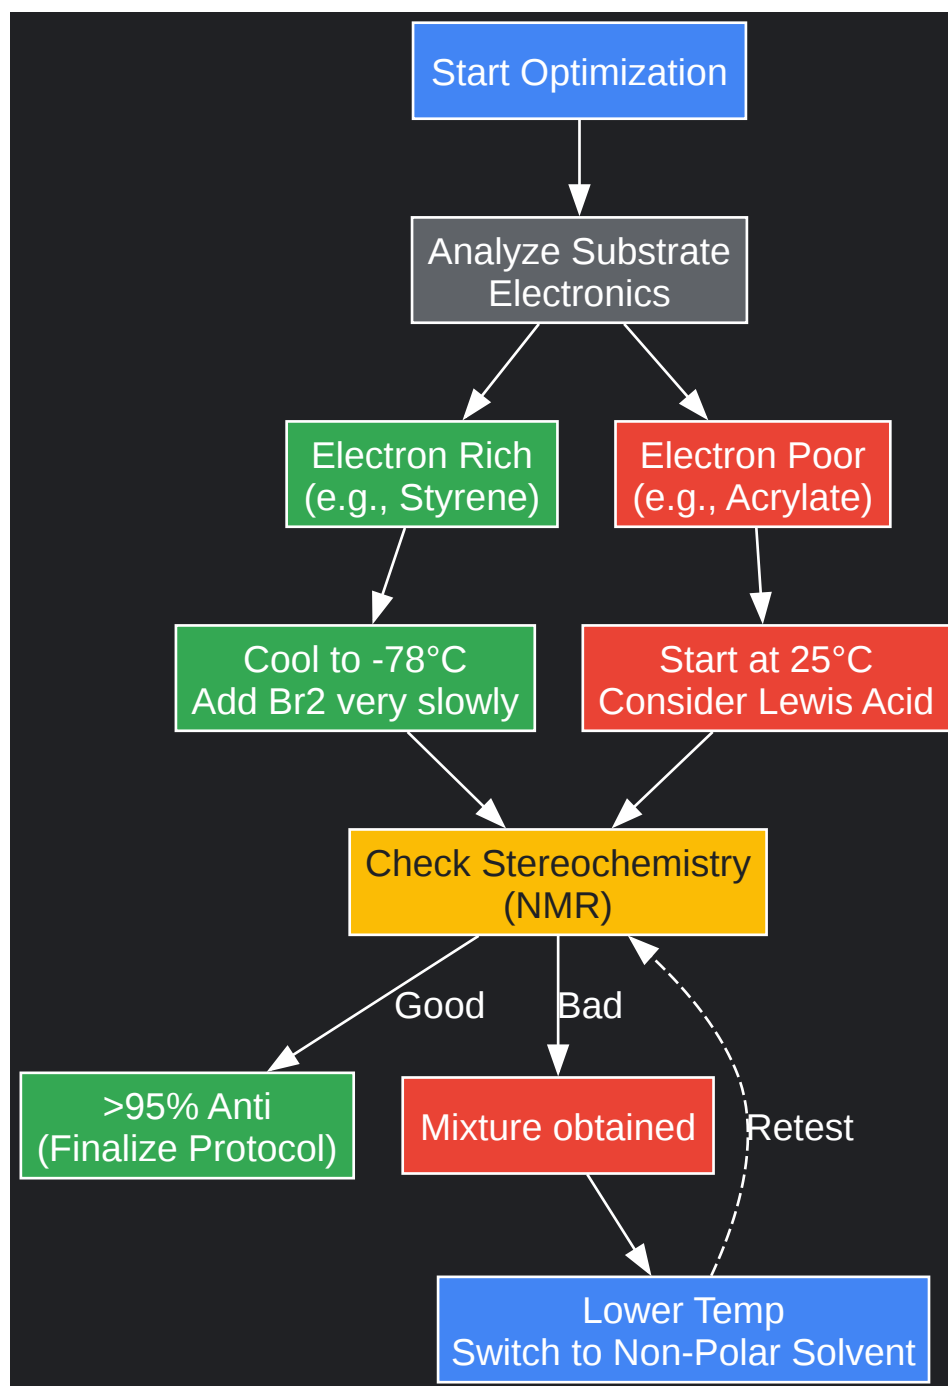 Start Optimization
Analyze Substrate
Electronics
Electron Rich
(e.g., Styrene)
Electron Poor
(e.g., Acrylate)
Cool to -78°C
Add Br2 very slowly
Start at 25°C
Consider Lewis Acid
Check Stereochemistry
(NMR)
Good
Bad
>95% Anti
(Finalize Protocol)
Mixture obtained
Retest
Lower Temp
Switch to Non-Polar Solvent